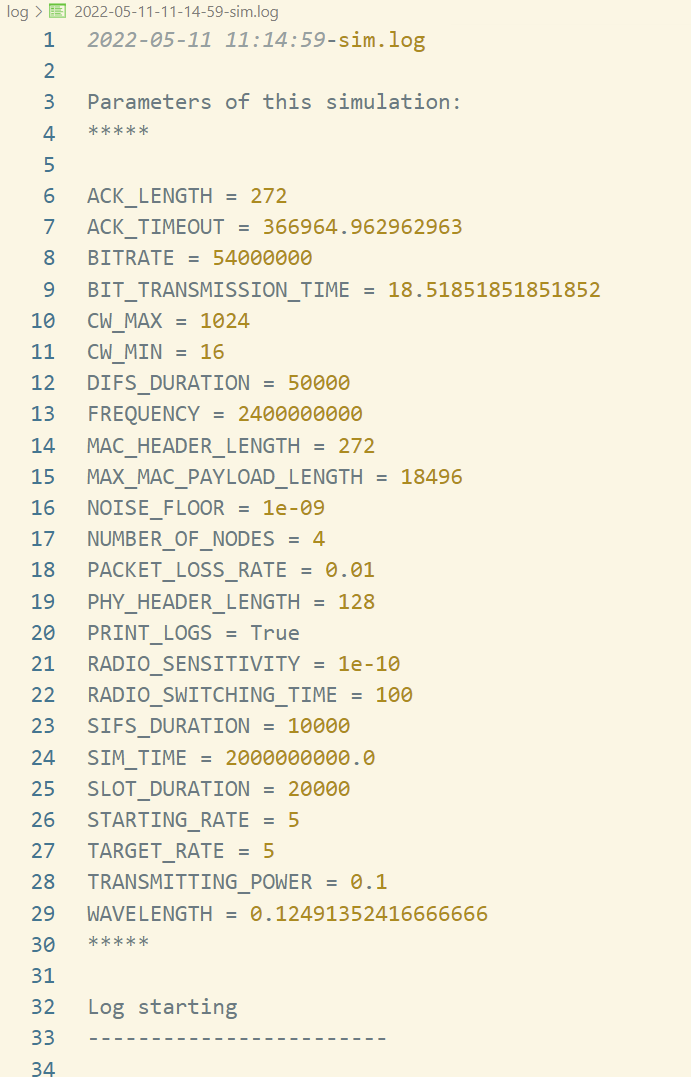 log > 2022-05-11-11-14-59-sim.log
1 2022-05-11 11:14:59-sim.log
2
3 Parameters of this simulation:
4 *****
5
6 ACK_LENGTH = 272
7 ACK_TIMEOUT = 366964.962962963
8 BITRATE = 54000000
9 BIT_TRANSMISSION_TIME = 18.51851851851852
10 CW_MAX = 1024
11 CW_MIN = 16
12 DIFS_DURATION = 50000
13 FREQUENCY = 2400000000
14 MAC_HEADER_LENGTH = 272
15 MAX_MAC_PAYLOAD_LENGTH = 18496
16 NOISE_FLOOR = 1e-09
17 NUMBER_OF_NODES = 4
18 PACKET_LOSS_RATE = 0.01
19 PHY_HEADER_LENGTH = 128
20 PRINT_LOGS = True
21 RADIO_SENSITIVITY = 1e-10
22 RADIO_SWITCHING_TIME = 100
23 SIFS_DURATION = 10000
24 SIM_TIME = 2000000000.0
25 SLOT_DURATION = 20000
26 STARTING_RATE = 5
27 TARGET_RATE = 5
28 TRANSMITTING_POWER = 0.1
29 WAVELENGTH = 0.12491352416666666
30 *****
31
32 Log starting
33 ------------------------
34